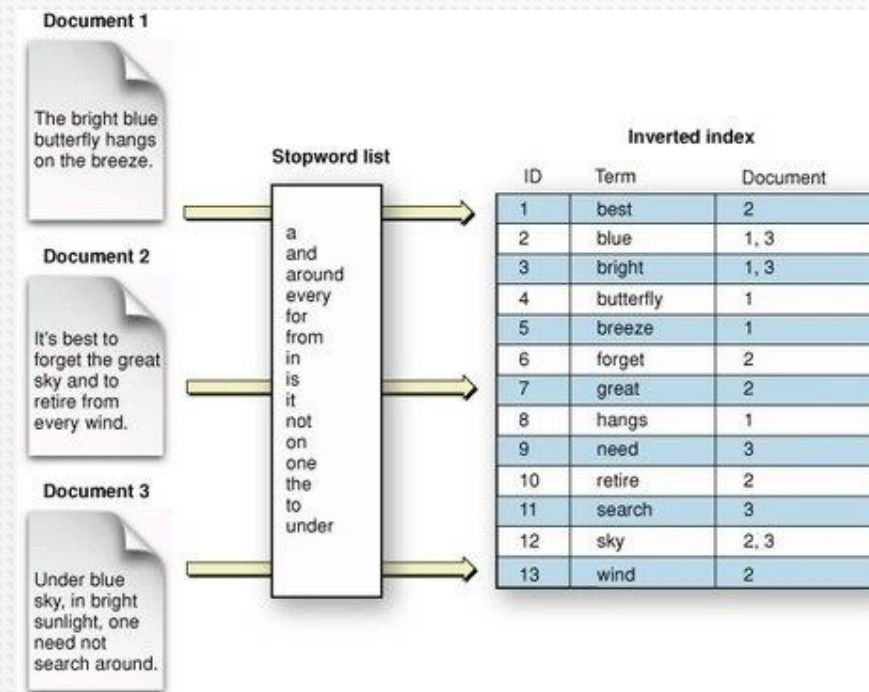 Document 1
The bright blue
butterfly hangs
on the breeze.
Document 2
It's best to
forget the great
sky and to
retire from
every wind.
Document 3
Under blue
sky, in bright
sunlight, one
need not
search around.
Stopword list
a
and
around
every
for
from
in
is
it
not
on
one
the
to
under
Inverted index
ID Term Document
1 best 2
2 blue 1, 3
3 bright 1, 3
4 butterfly 1
5 breeze 1
6 forget 2
7 great 2
8 hangs 1
9 need 3
10 retire 2
11 search 3
12 sky 2, 3
13 wind 2